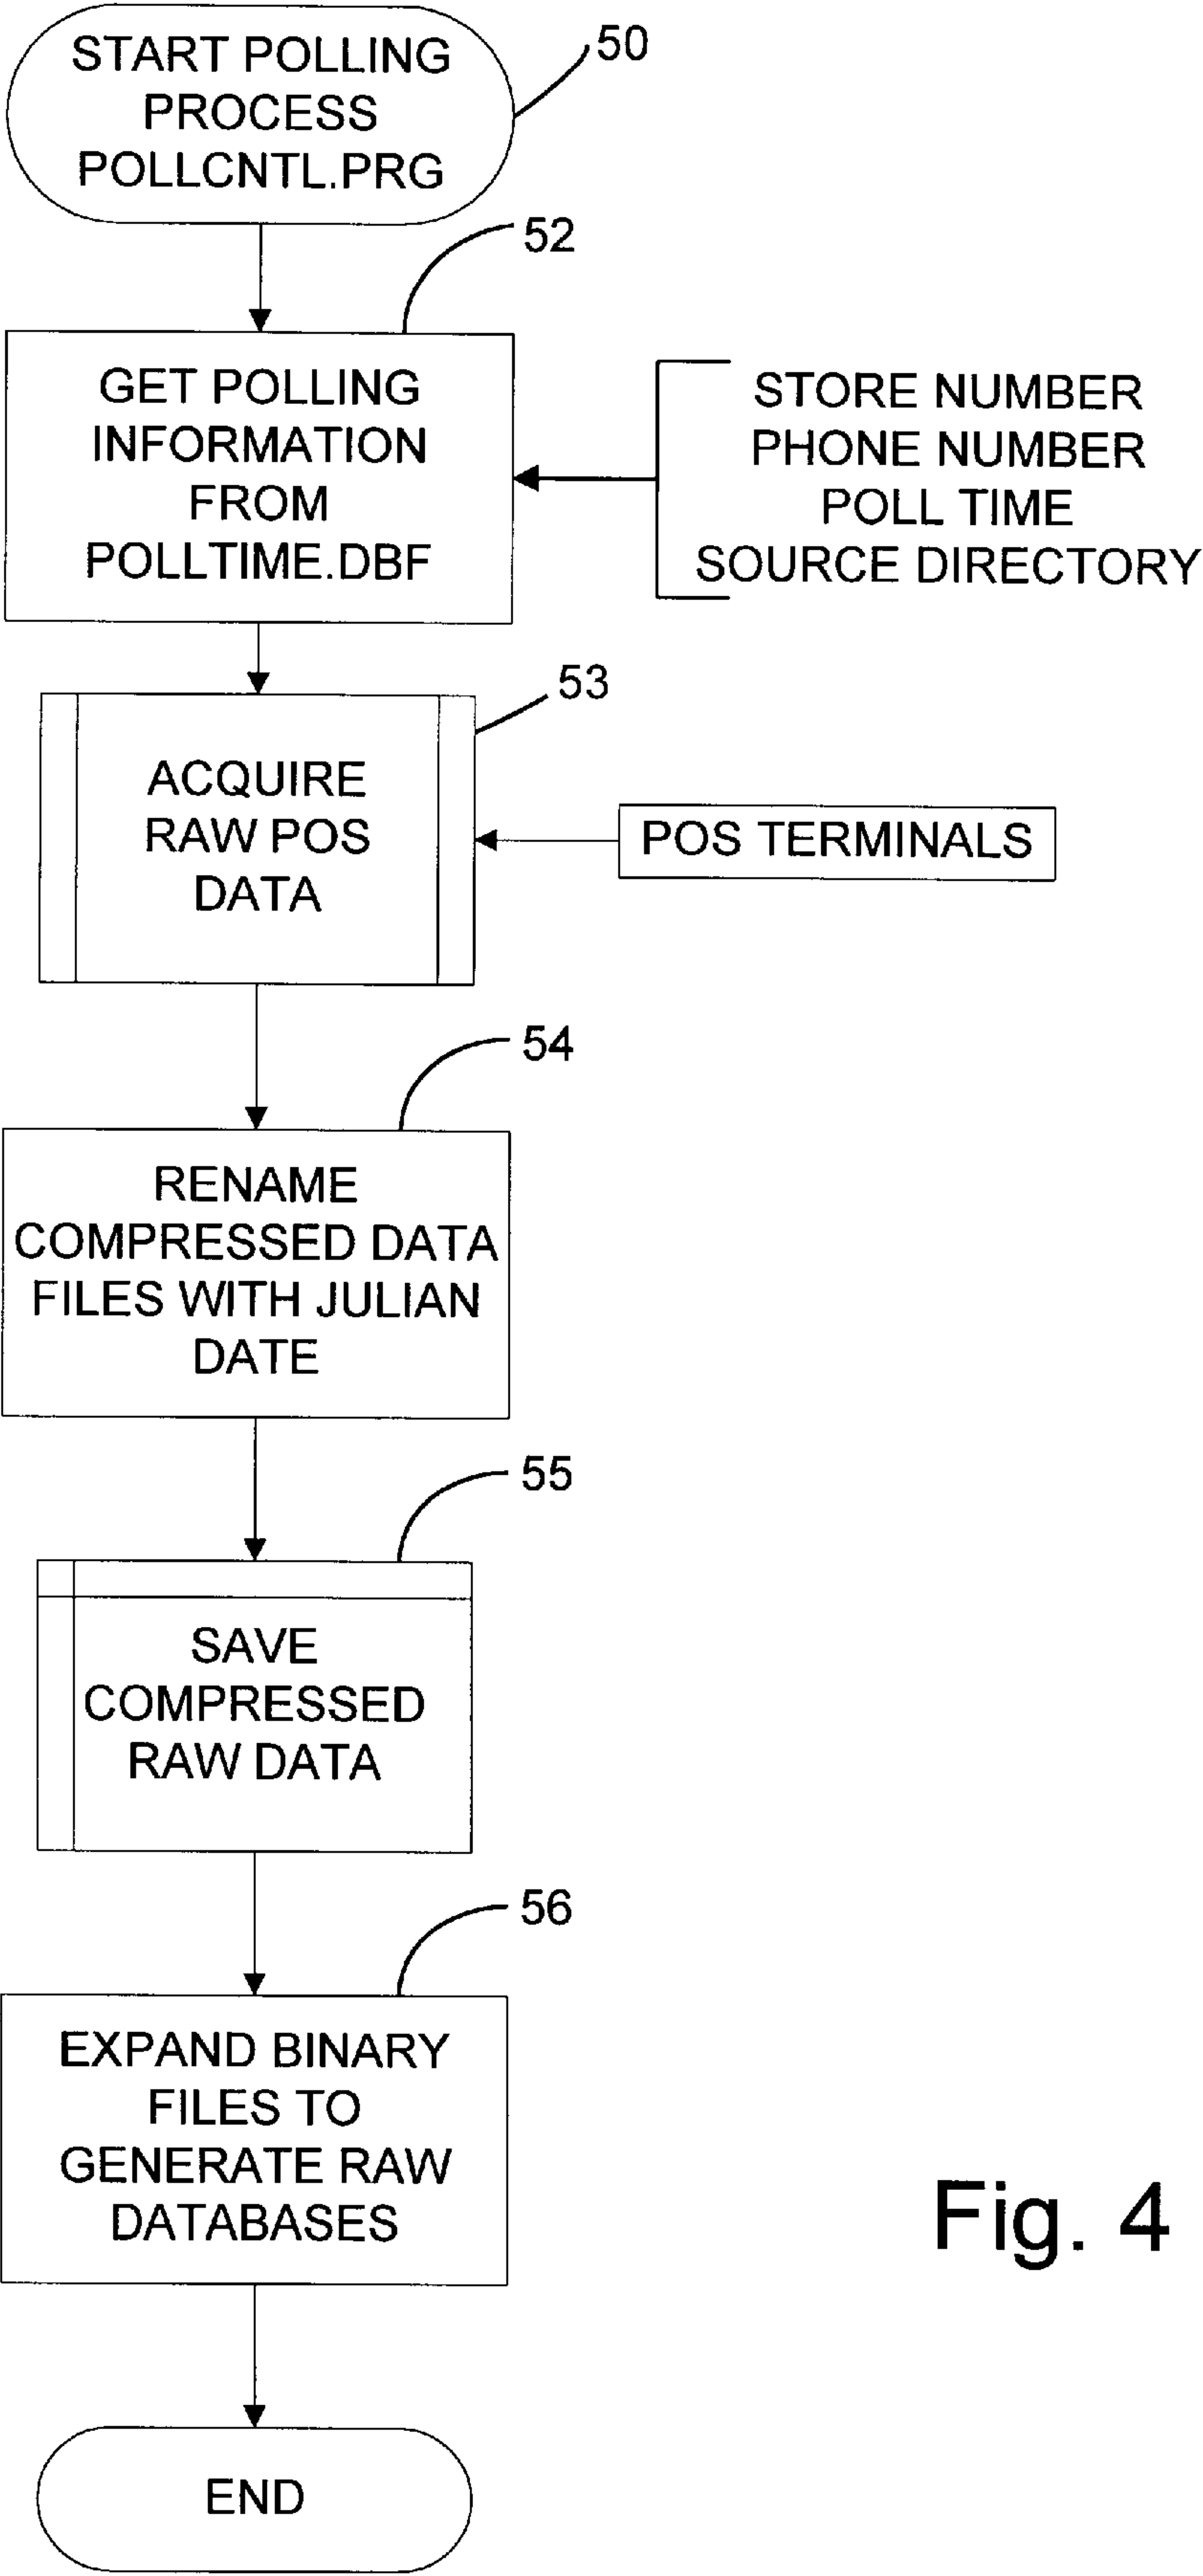 START POLLING
PROCESS
POLLCNTL.PRG
50
52
GET POLLING
INFORMATION
FROM
POLLTIME.DBF
STORE NUMBER
PHONE NUMBER
POLL TIME
SOURCE DIRECTORY
53
ACQUIRE
RAW POS
DATA
POS TERMINALS
54
RENAME
COMPRESSED DATA
FILES WITH JULIAN
DATE
55
SAVE
COMPRESSED
RAW DATA
56
EXPAND BINARY
FILES TO
GENERATE RAW
DATABASES
Fig. 4
END